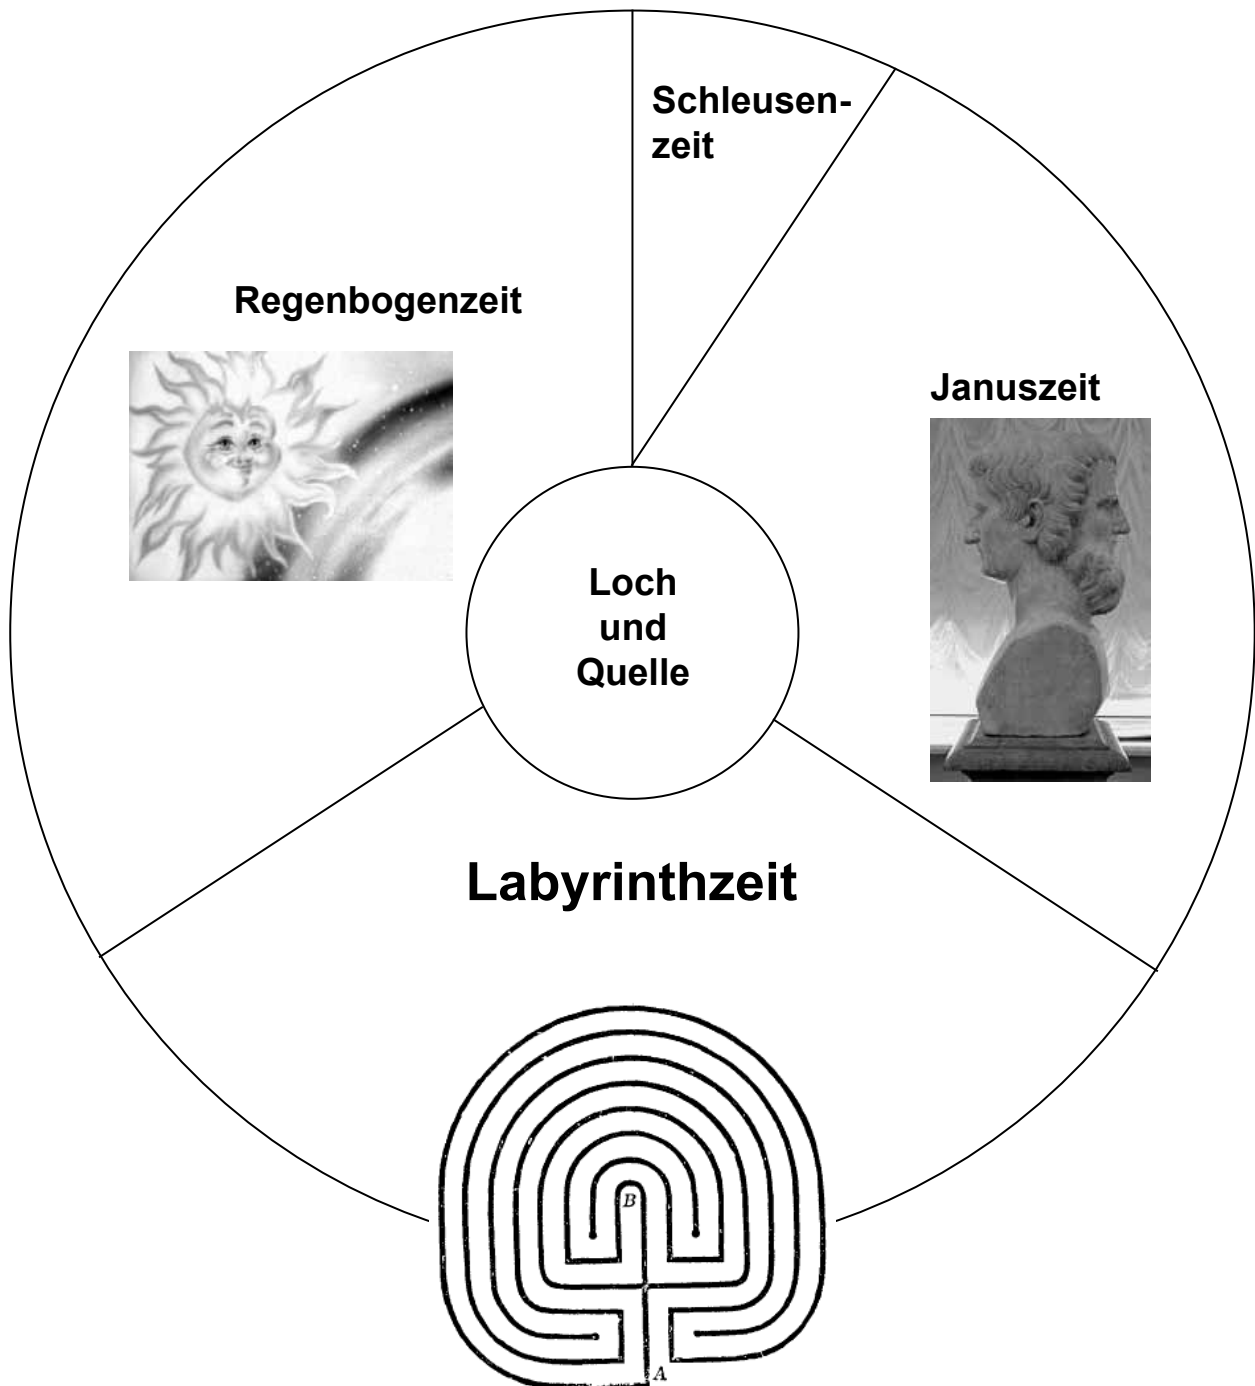 Schleusen-
zeit
Regenbogenzeit
Januszeit
Loch
und
Quelle
Labyrinthzeit
B
A